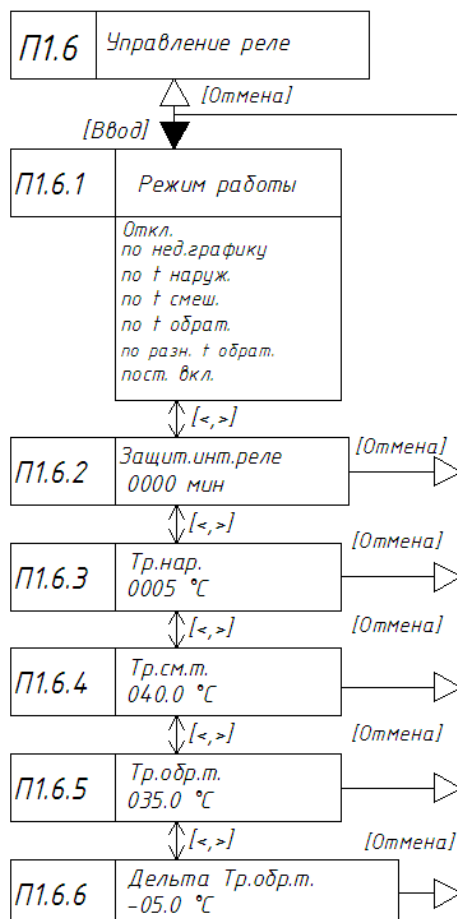 П1.6 Управление реле
[Отмена]
[Ввод]
П1.6.1 Режим работы
Откл.
по нед.графику
по t наруж.
по t смеш.
по t обрат.
по разн. t обрат.
пост. вкл.
[<,>]
[Отмена]
П1.6.2 Защит.инт.реле
0000 мин
[<,>]
[Отмена]
П1.6.3 Тр.нар.
0005 °C
[<,>]
[Отмена]
П1.6.4 Тр.см.т.
040.0 °C
[<,>]
[Отмена]
П1.6.5 Тр.обр.т.
035.0 °C
[<,>]
[Отмена]
П1.6.6 Дельта Тр.обр.т.
-05.0 °C